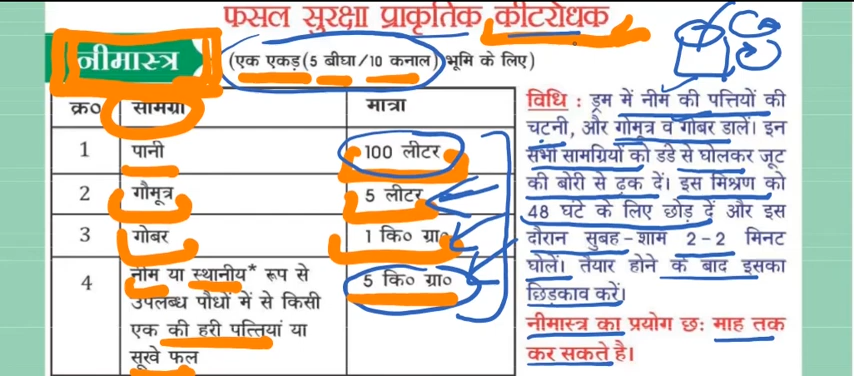 फसल सुरक्षा प्राकृतिक कीटरोधक
नीमास्त्र (एक एकड़ (5 बीघा/10 कनाल) भूमि के लिए)
क्र० सामग्री मात्रा
1 पानी 100 लीटर
2 गौमूत्र 5 लीटर
3 गोबर 1 कि० ग्रा०
4 नीम या स्थानीय* रूप से 5 कि० ग्रा०
उपलब्ध पौधों में से किसी
एक की हरी पत्तियां या
सूखे फल
विधि : ड्रम में नीम की पत्तियों की
चटनी, और गोमूत्र व गोबर डालें। इन
सभी सामग्रियों को डंडे से घोलकर जूट
की बोरी से ढ़क दें। इस मिश्रण को
48 घंटे के लिए छोड़ दें और इस
दौरान सुबह-शाम 2-2 मिनट
घोलें। तैयार होने के बाद इसका
छिड़काव करें।
नीमास्त्र का प्रयोग छः माह तक
कर सकते है।